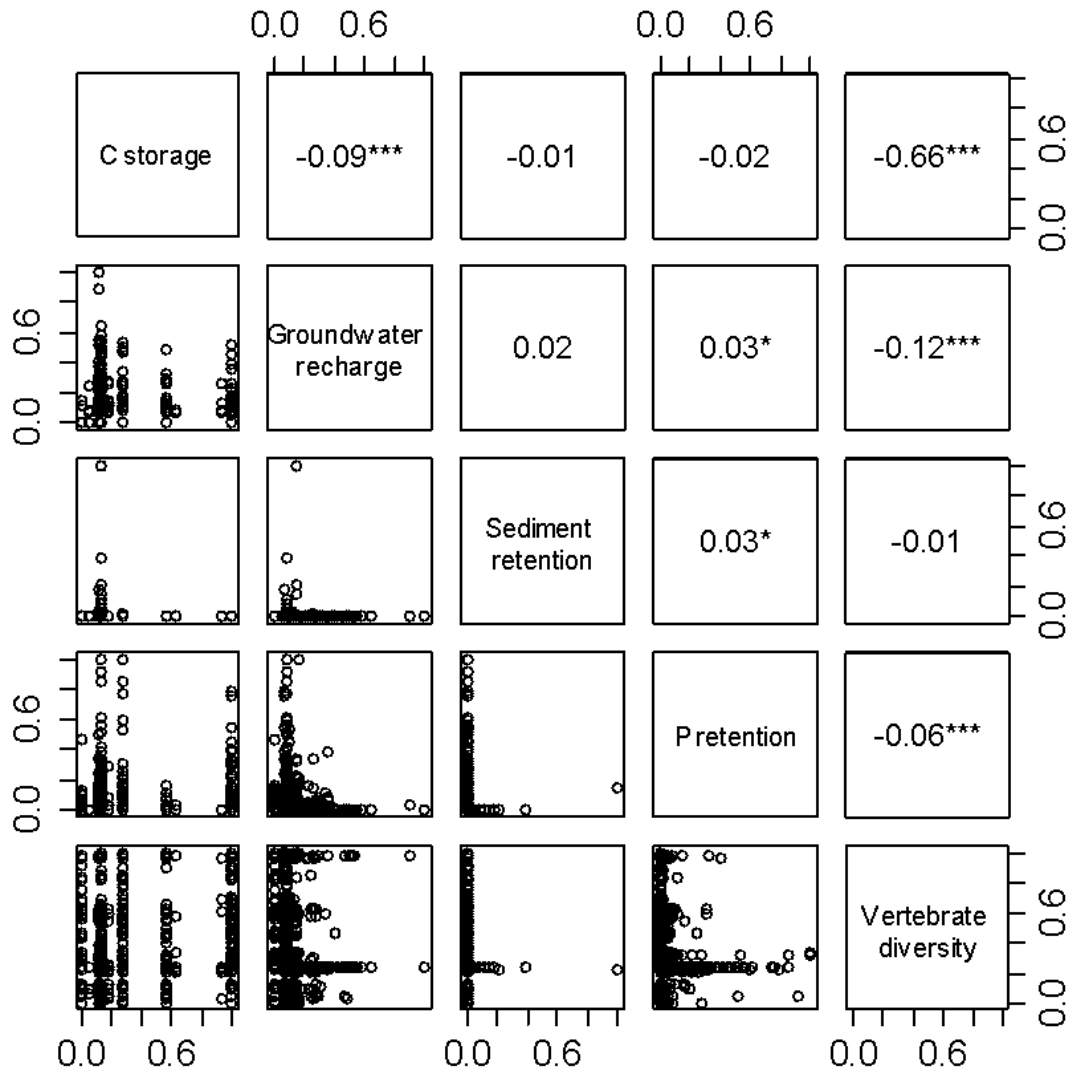 0.0 0.6 0.0 0.6
C storage -0.09*** -0.01 -0.02 -0.66*** 0.0 0.6
0.0 0.6 Groundwater
recharge 0.02 0.03* -0.12***
Sediment
retention 0.03* -0.01 0.0 0.6
0.0 0.6 P retention -0.06***
Vertebrate
diversity 0.0 0.6
0.0 0.6 0.0 0.6 0.0 0.6